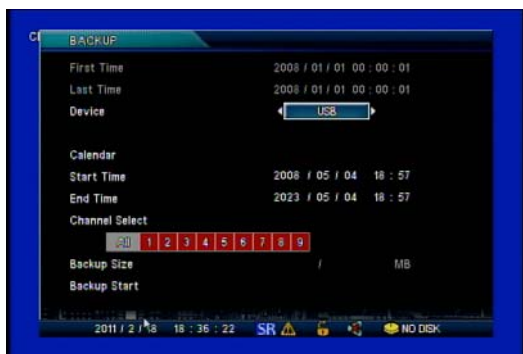 CI
BACKUP
First Time 2008 / 01 / 01 00 : 00 : 01
Last Time 2008 / 01 / 01 00 : 00 : 01
Device USB
Calendar
Start Time 2008 / 05 / 04 18 : 57
End Time 2023 / 05 / 04 18 : 57
Channel Select
All 1 2 3 4 5 6 7 8 9
Backup Size / MB
Backup Start
2011 / 2 / 18 18 : 36 : 22 SR NO DISK